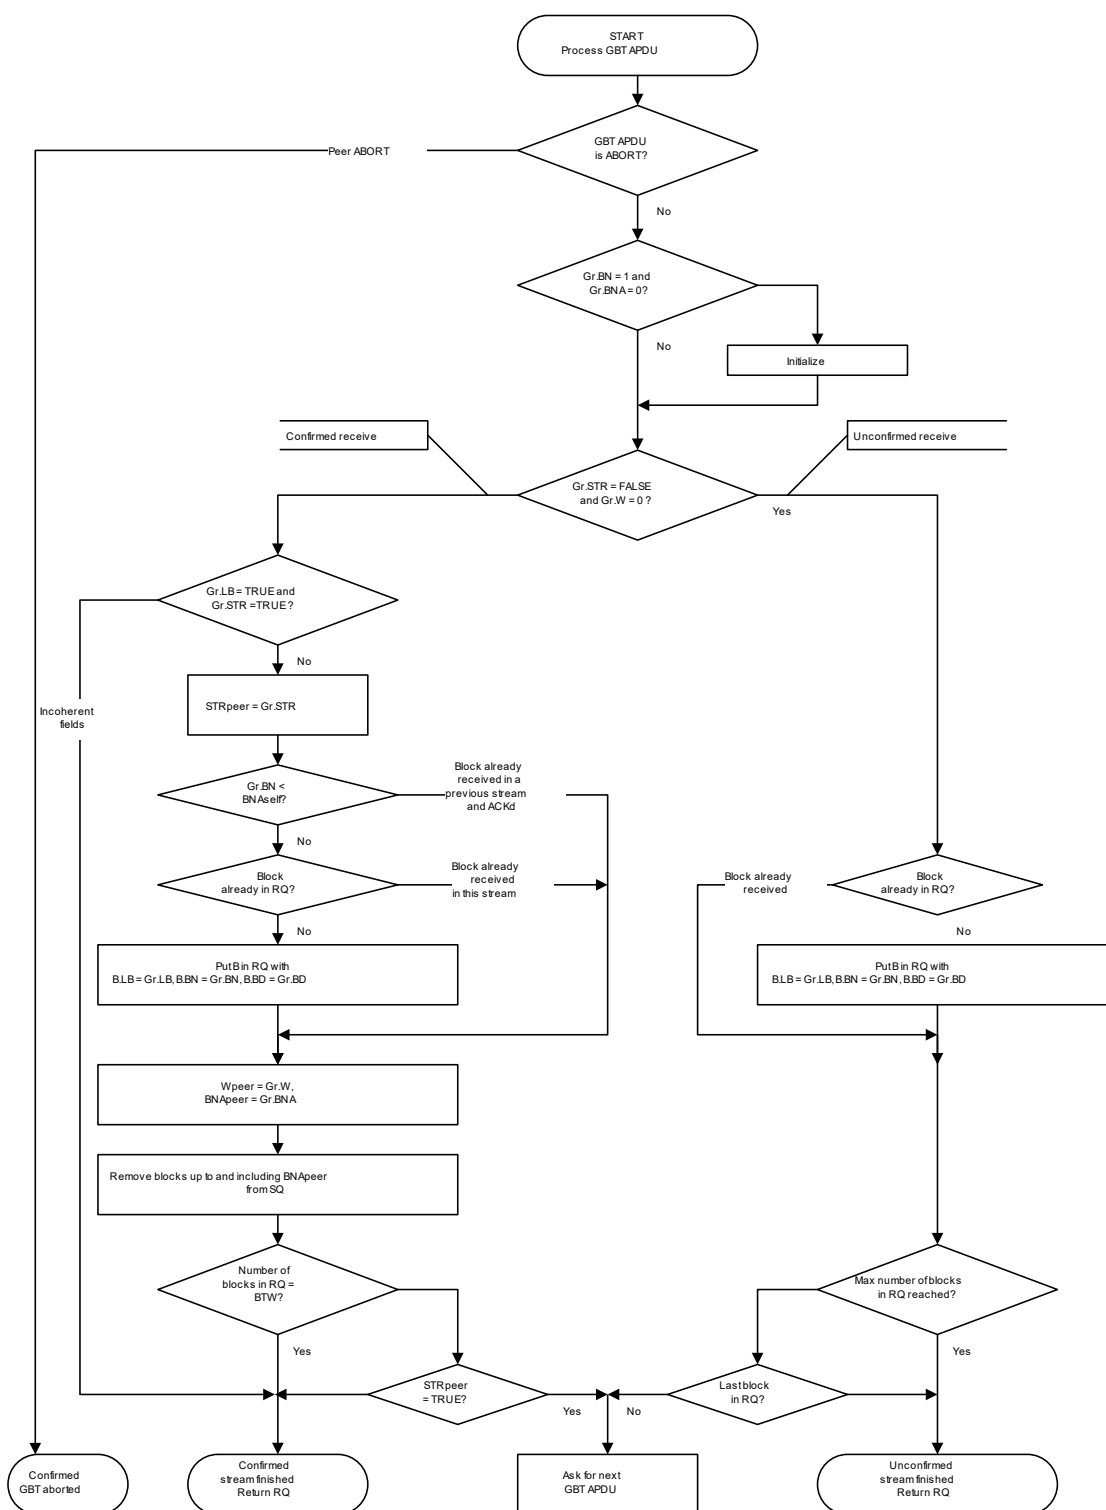 START
Process GBT APDU
GBT APDU
is ABORT?
Peer ABORT
No
Gr.BN = 1 and
Gr.BNA = 0?
No
Initialize
Confirmed receive
Unconfirmed receive
Gr.STR = FALSE
and Gr.W = 0 ?
Yes
Gr.LB = TRUE and
Gr.STR =TRUE ?
No
STRpeer = Gr.STR
Incoherent
fields
Gr.BN <
BNAself?
Block already
received in a
previous stream
and ACKd
No
Block
already in RQ?
Block already
received
in this stream
Block already
received
Block
already in RQ?
No
No
Put B in RQ with
B.LB = Gr.LB, B.BN = Gr.BN, B.BD = Gr.BD
Put B in RQ with
B.LB = Gr.LB, B.BN = Gr.BN, B.BD = Gr.BD
Wpeer = Gr.W,
BNApeer = Gr.BNA
Remove blocks up to and including BNApeer
from SQ
Number of
blocks in RQ =
BTW?
Max number of blocks
in RQ reached?
Yes
Yes
STRpeer
= TRUE?
Last block
in RQ?
Yes
No
Confirmed
GBT aborted
Confirmed
stream finished
Return RQ
Ask for next
GBT APDU
Unconfirmed
stream finished
Return RQ